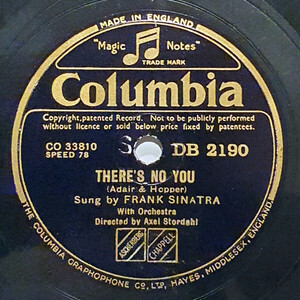 MADE IN ENGLAND
"Magic Notes"
TRADE MARK
Columbia
Copyright, patented Record. Not to be publicly performed
without licence or sold below price fixed by patentees.
CO 33810
SPEED 78
S
DB 2190
THERE'S NO YOU
(Adair & Hopper)
Sung by FRANK SINATRA
With Orchestra
Directed by Axel Stordahl
ASCHERBERG
CHAPPELL
THE COLUMBIA GRAPHOPHONE CO. LTD., HAYES, MIDDLESEX, ENGLAND.